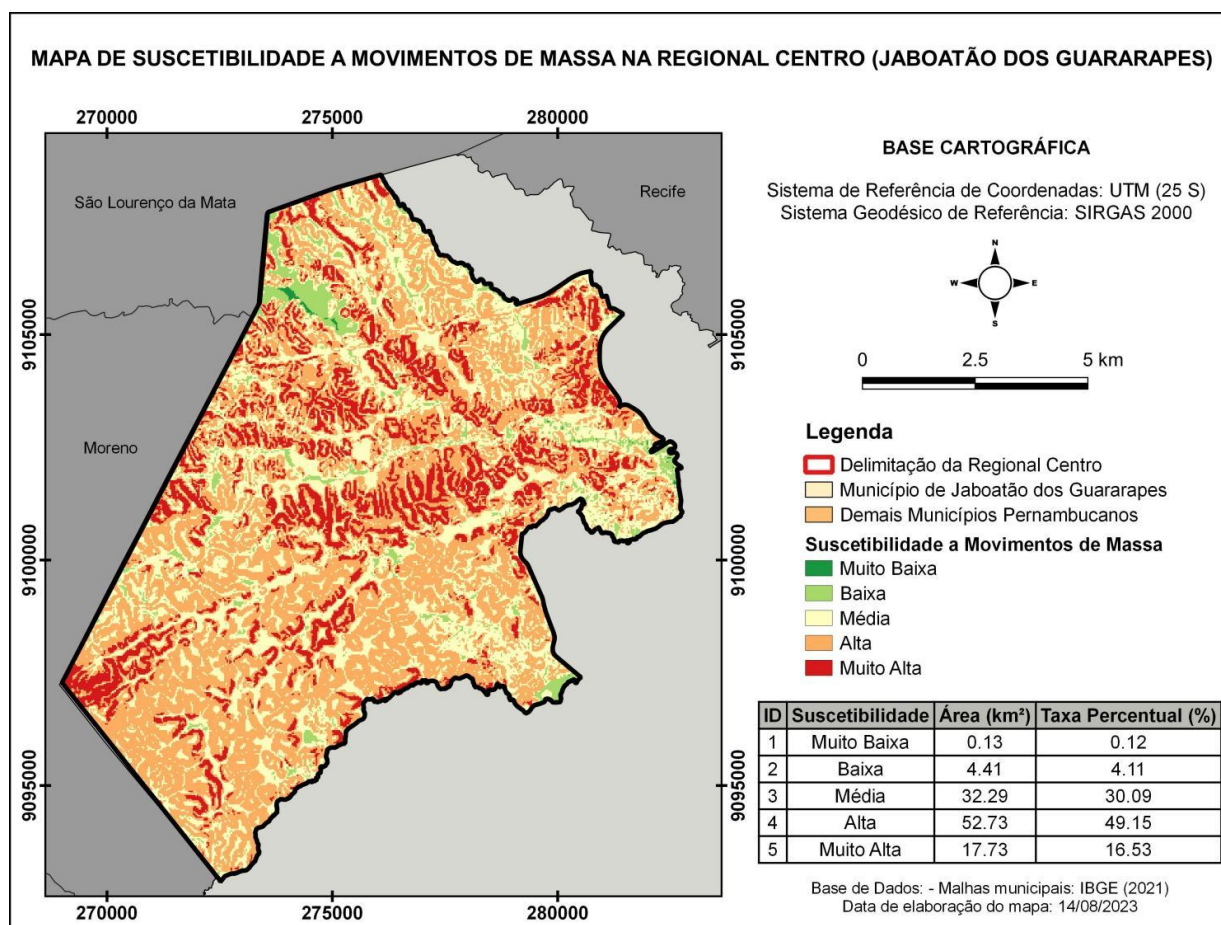 MAPA DE SUSCETIBILIDADE A MOVIMENTOS DE MASSA NA REGIONAL CENTRO (JABOATÃO DOS GUARARAPES)
270000 275000 280000
São Lourenço da Mata
Recife
Moreno
9105000 9105000
9100000 9100000
9095000 9095000
270000 275000 280000
BASE CARTOGRÁFICA
Sistema de Referência de Coordenadas: UTM (25 S)
Sistema Geodésico de Referência: SIRGAS 2000
N
W E
S
0 2.5 5 km
Legenda
Delimitação da Regional Centro
Município de Jaboatão dos Guararapes
Demais Municípios Pernambucanos
Suscetibilidade a Movimentos de Massa
Muito Baixa
Baixa
Média
Alta
Muito Alta
ID Suscetibilidade Área (km²) Taxa Percentual (%)
1 Muito Baixa 0.13 0.12
2 Baixa 4.41 4.11
3 Média 32.29 30.09
4 Alta 52.73 49.15
5 Muito Alta 17.73 16.53
Base de Dados: - Malhas municipais: IBGE (2021)
Data de elaboração do mapa: 14/08/2023